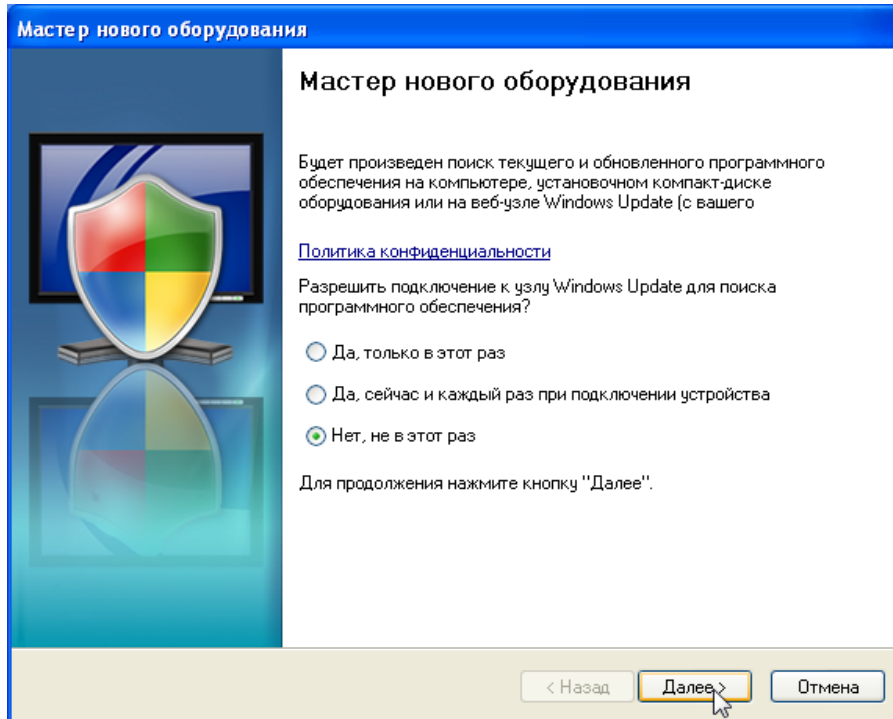 Мастер нового оборудования
Мастер нового оборудования
Будет произведен поиск текущего и обновленного программного
обеспечения на компьютере, установочном компакт-диске
оборудования или на веб-узле Windows Update (с вашего
Политика конфиденциальности
Разрешить подключение к узлу Windows Update для поиска
программного обеспечения?
Да, только в этот раз
Да, сейчас и каждый раз при подключении устройства
Нет, не в этот раз
Для продолжения нажмите кнопку "Далее".
< Назад Далее > Отмена